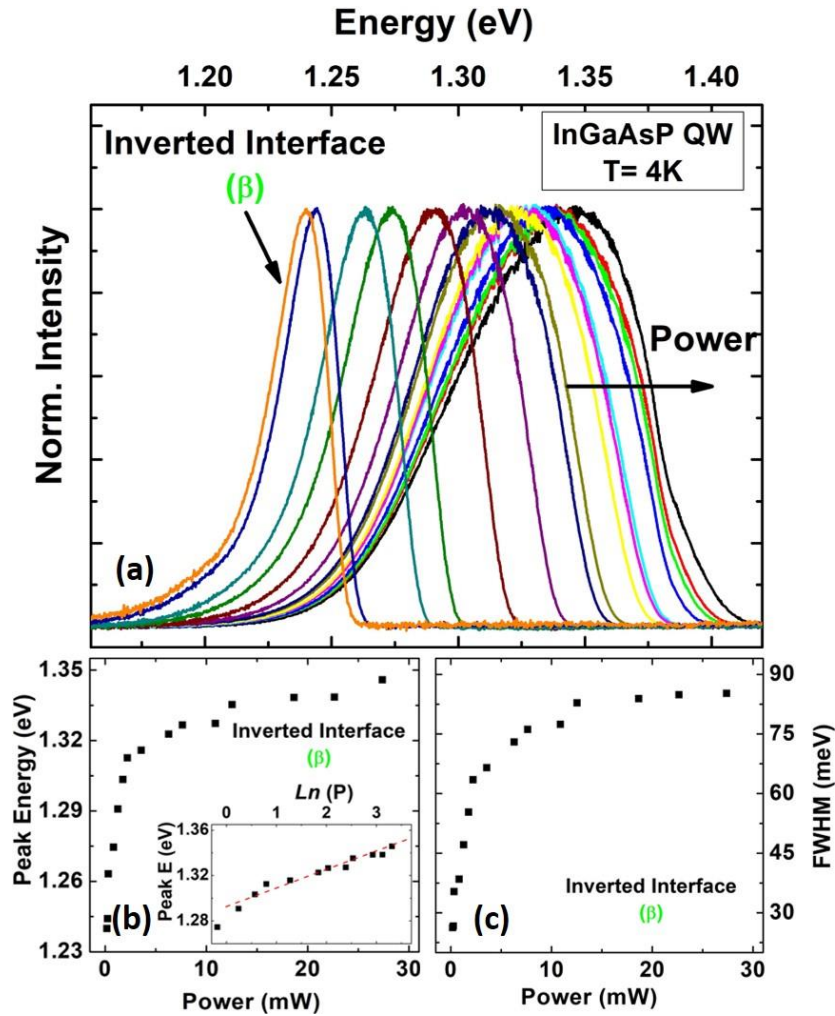 Energy (eV)
1.20 1.25 1.30 1.35 1.40
Inverted Interface
(β)
InGaAsP QW
T= 4K
Norm. Intensity
Power
(a)
Peak Energy (eV)
1.35
1.32
1.29
1.26
1.23
Inverted Interface
(β)
Ln (P)
0 1 2 3
Peak E (eV)
1.36
1.32
1.28
(b)
0 10 20 30
Power (mW)
(c)
Inverted Interface
(β)
90
75
60
45
30
FWHM (meV)
0 10 20 30
Power (mW)